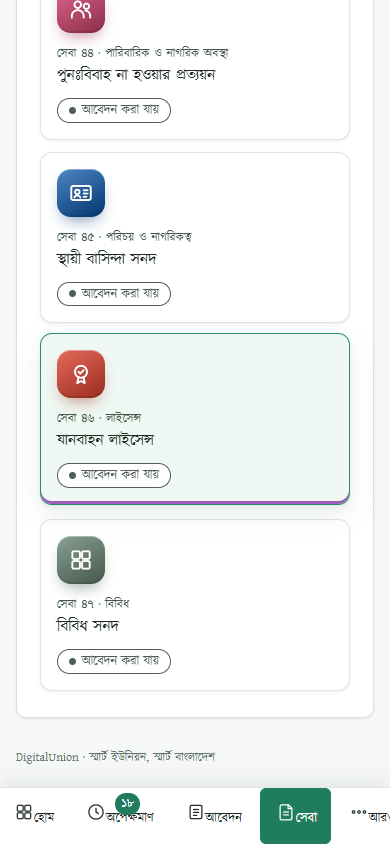 সেবা ৪৪ · পারিবারিক ও নাগরিক অবস্থা
পুনঃবিবাহ না হওয়ার প্রত্যয়ন
আবেদন করা যায়
সেবা ৪৫ · পরিচয় ও নাগরিকত্ব
স্থায়ী বাসিন্দা সনদ
আবেদন করা যায়
সেবা ৪৬ · লাইসেন্স
যানবাহন লাইসেন্স
আবেদন করা যায়
সেবা ৪৭ · বিবিধ
বিবিধ সনদ
আবেদন করা যায়
DigitalUnion · স্মার্ট ইউনিয়ন, স্মার্ট বাংলাদেশ
১৮
হোম অপেক্ষমাণ আবেদন সেবা